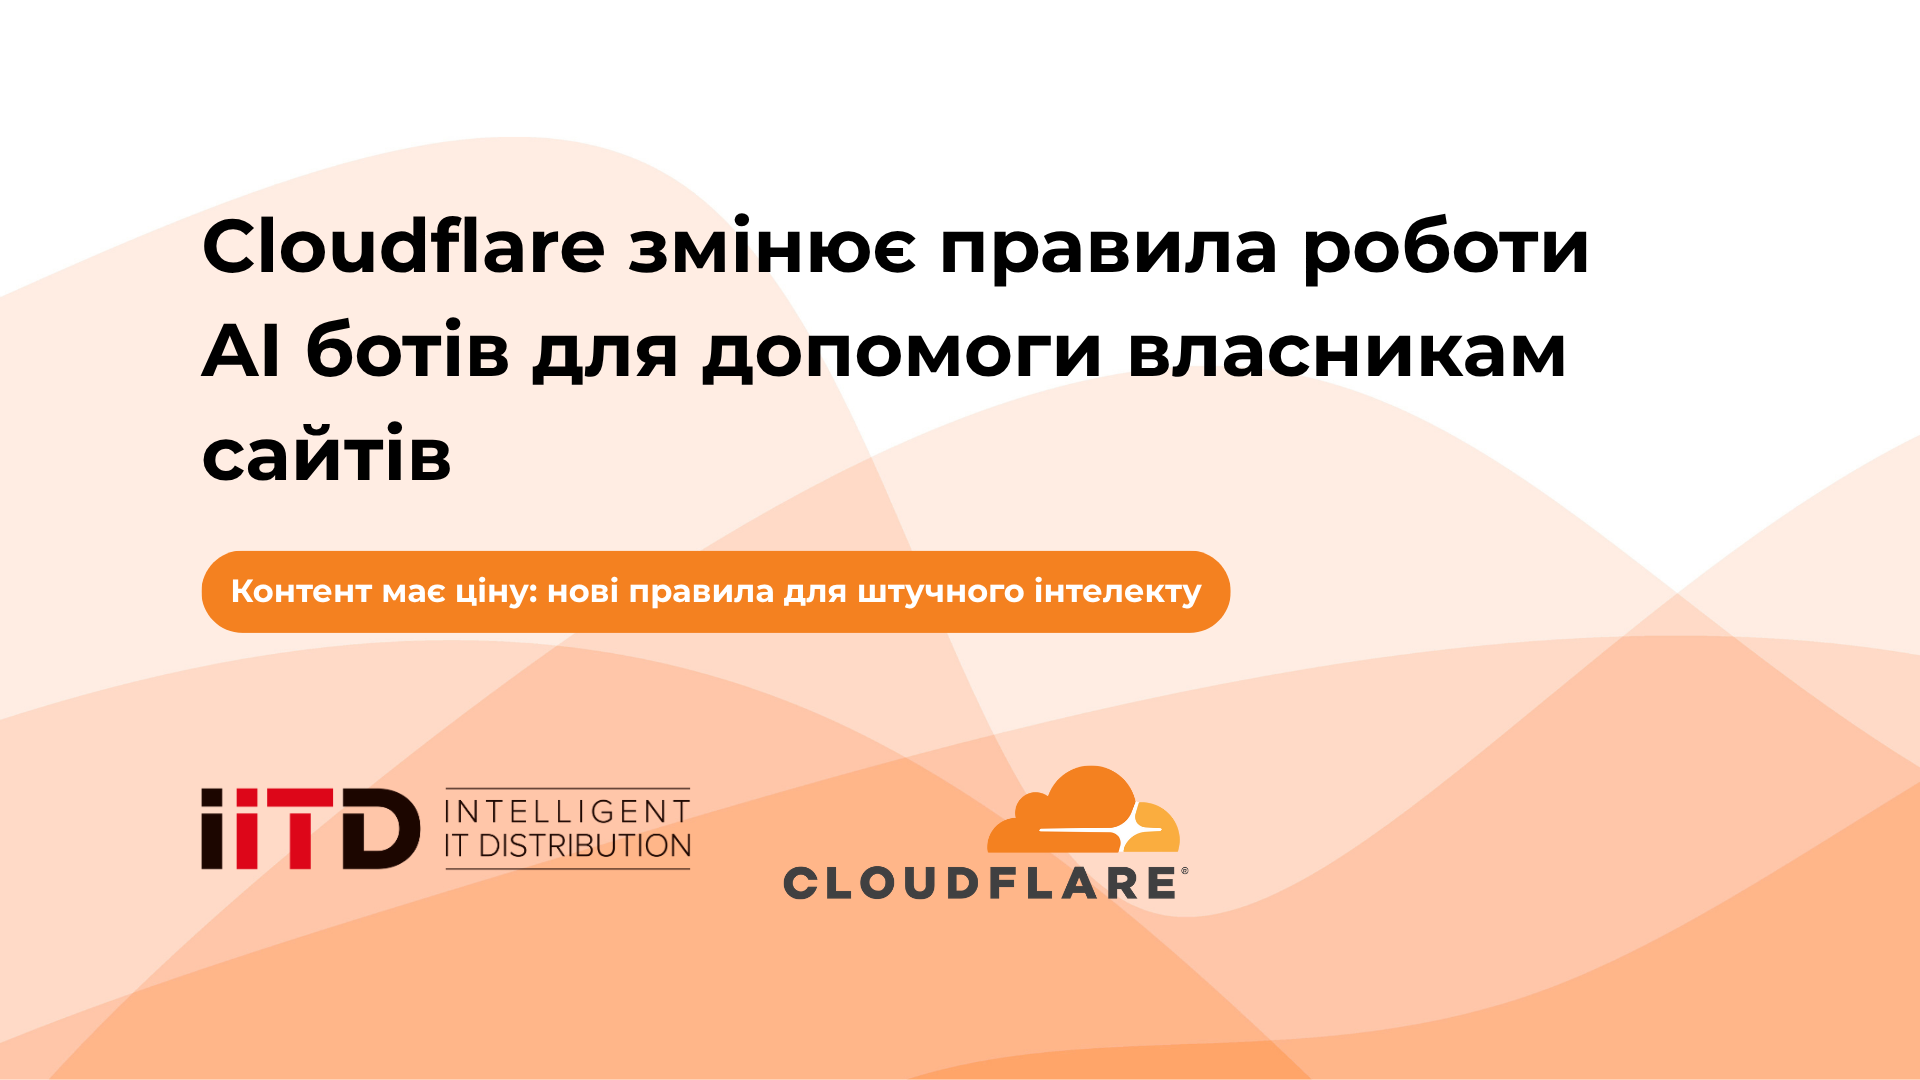 Cloudflare змінює правила роботи
AI ботів для допомоги власникам
сайтів
Контент має ціну: нові правила для штучного інтелекту
iiTD
INTELLIGENT
IT DISTRIBUTION
CLOUDFLARE®